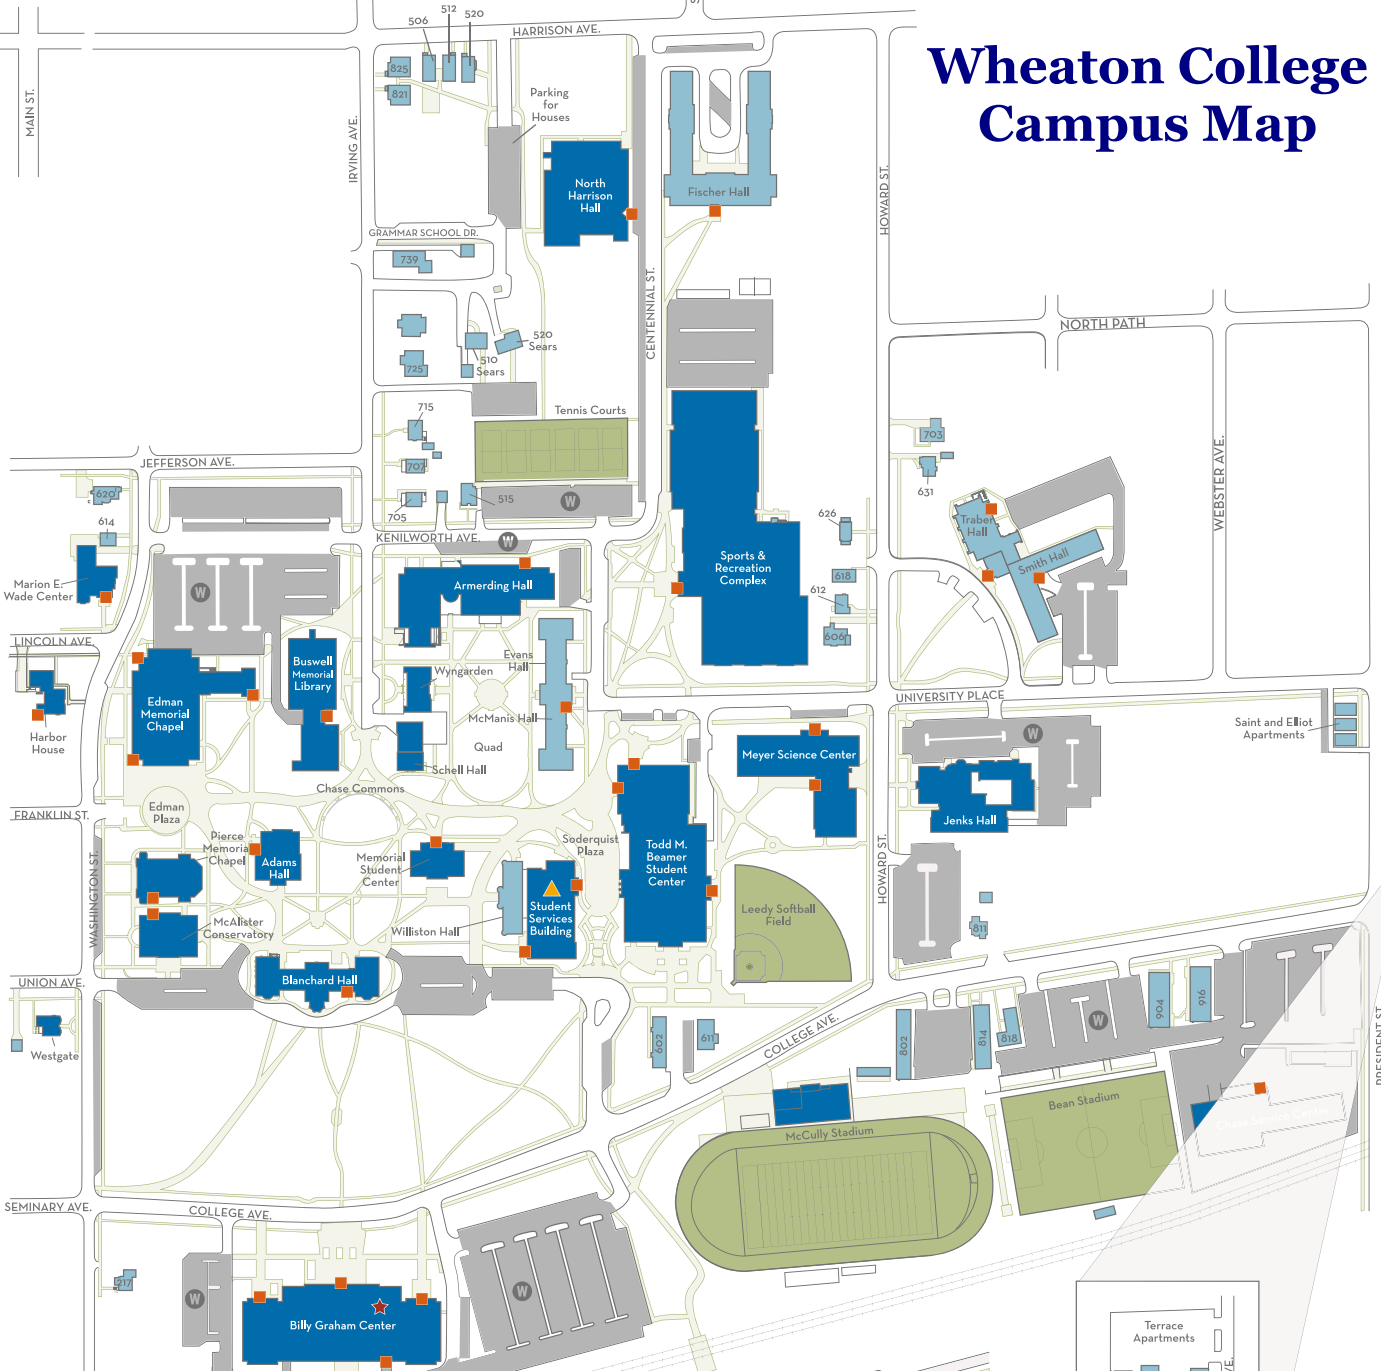 Wheaton College
Campus Map
HARRISON AVE.
506
512
520
825
821
MAIN ST.
IRVING AVE.
Parking
for
Houses
North
Harrison
Hall
Fischer Hall
HOWARD ST.
GRAMMAR SCHOOL DR.
739
CENTENNIAL ST.
NORTH PATH
520
Sears
510
Sears
725
715
Tennis Courts
703
707
631
JEFFERSON AVE.
WEBSTER AVE.
620
705
515
W
614
626
Traber
Hall
KENILWORTH AVE.
W
Smith Hall
Marion E.
Wade Center
W
Armerding Hall
Sports &
Recreation
Complex
618
612
606
LINCOLN AVE.
Buswell
Memorial
Library
Evans
Hall
Wyngarden
Edman
Memorial
Chapel
McManis Hall
UNIVERSITY PLACE
Harbor
House
Quad
Schell Hall
Meyer Science Center
W
Saint and Elliot
Apartments
Chase Commons
Edman
Plaza
FRANKLIN ST.
Jenks Hall
Pierce
Memorial
Chapel
Adams
Hall
Memorial
Student
Center
Soderquist
Plaza
Todd M.
Beamer
Student
Center
HOWARD ST.
WASHINGTON ST.
McAlister
Conservatory
Williston Hall
Student
Services
Building
Leedy Softball
Field
811
Blanchard Hall
UNION AVE.
904
916
W
Westgate
602
611
COLLEGE AVE.
802
814
818
PRESIDENT ST.
Bean Stadium
McCully Stadium
Chase Service Center
SEMINARY AVE.
COLLEGE AVE.
217
W
W
Billy Graham Center
Terrace
Apartments